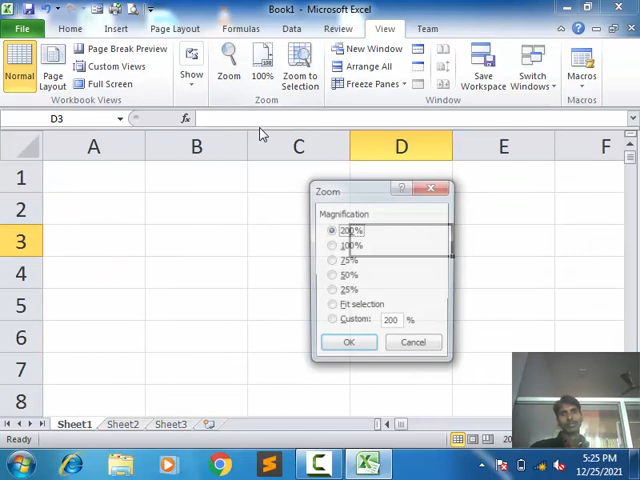 Book1 - Microsoft Excel
File Home Insert Page Layout Formulas Data Review View Team
Normal
Page Layout
Page Break Preview
Custom Views
Full Screen
Workbook Views
Show
Zoom
100%
Zoom to Selection
Zoom
New Window
Arrange All
Freeze Panes
Save Workspace
Switch Windows
Window
Macros
Macros
D3
fx
A B C D E F
1
2
3
4
5
6
7
8
Zoom
Magnification
200%
100%
75%
50%
25%
Fit selection
Custom: 200 %
OK Cancel
Sheet1 Sheet2 Sheet3
Ready
5:25 PM
12/25/2021